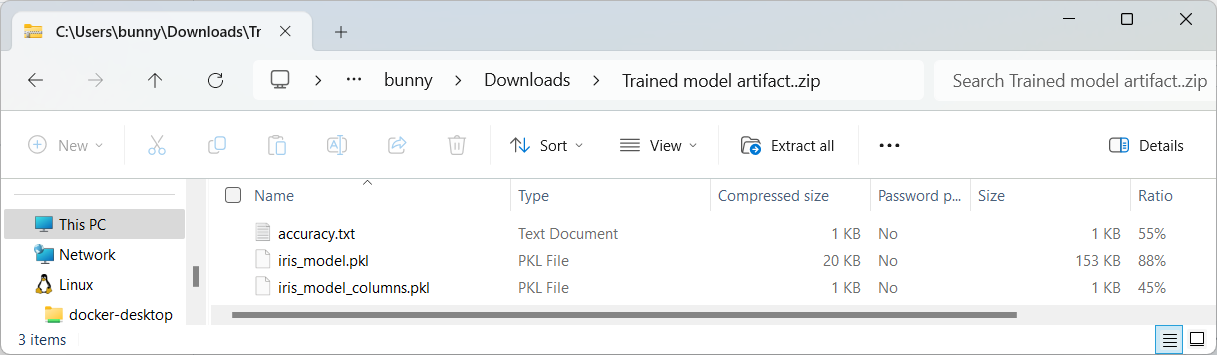 C:\Users\bunny\Downloads\Tr
bunny Downloads Trained model artifact..zip Search Trained model artifact..zip
New Sort View Extract all Details
Name Type Compressed size Password p... Size Ratio
This PC
accuracy.txt Text Document 1 KB No 1 KB 55%
Network
iris_model.pkl PKL File 20 KB No 153 KB 88%
Linux
iris_model_columns.pkl PKL File 1 KB No 1 KB 45%
docker-desktop
3 items